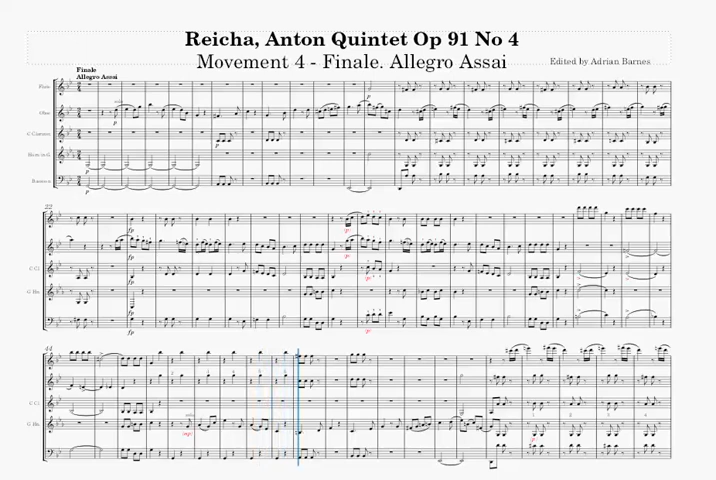 Reicha, Anton Quintet Op 91 No 4
Movement 4 - Finale. Allegro Assai
Edited by Adrian Barnes
Finale
Allegro Assai
Flute
Oboe
C Clarinet
Horn in G
Bassoon
p
22
C Cl.
G Hn.
fp
44
C Cl.
G Hn.